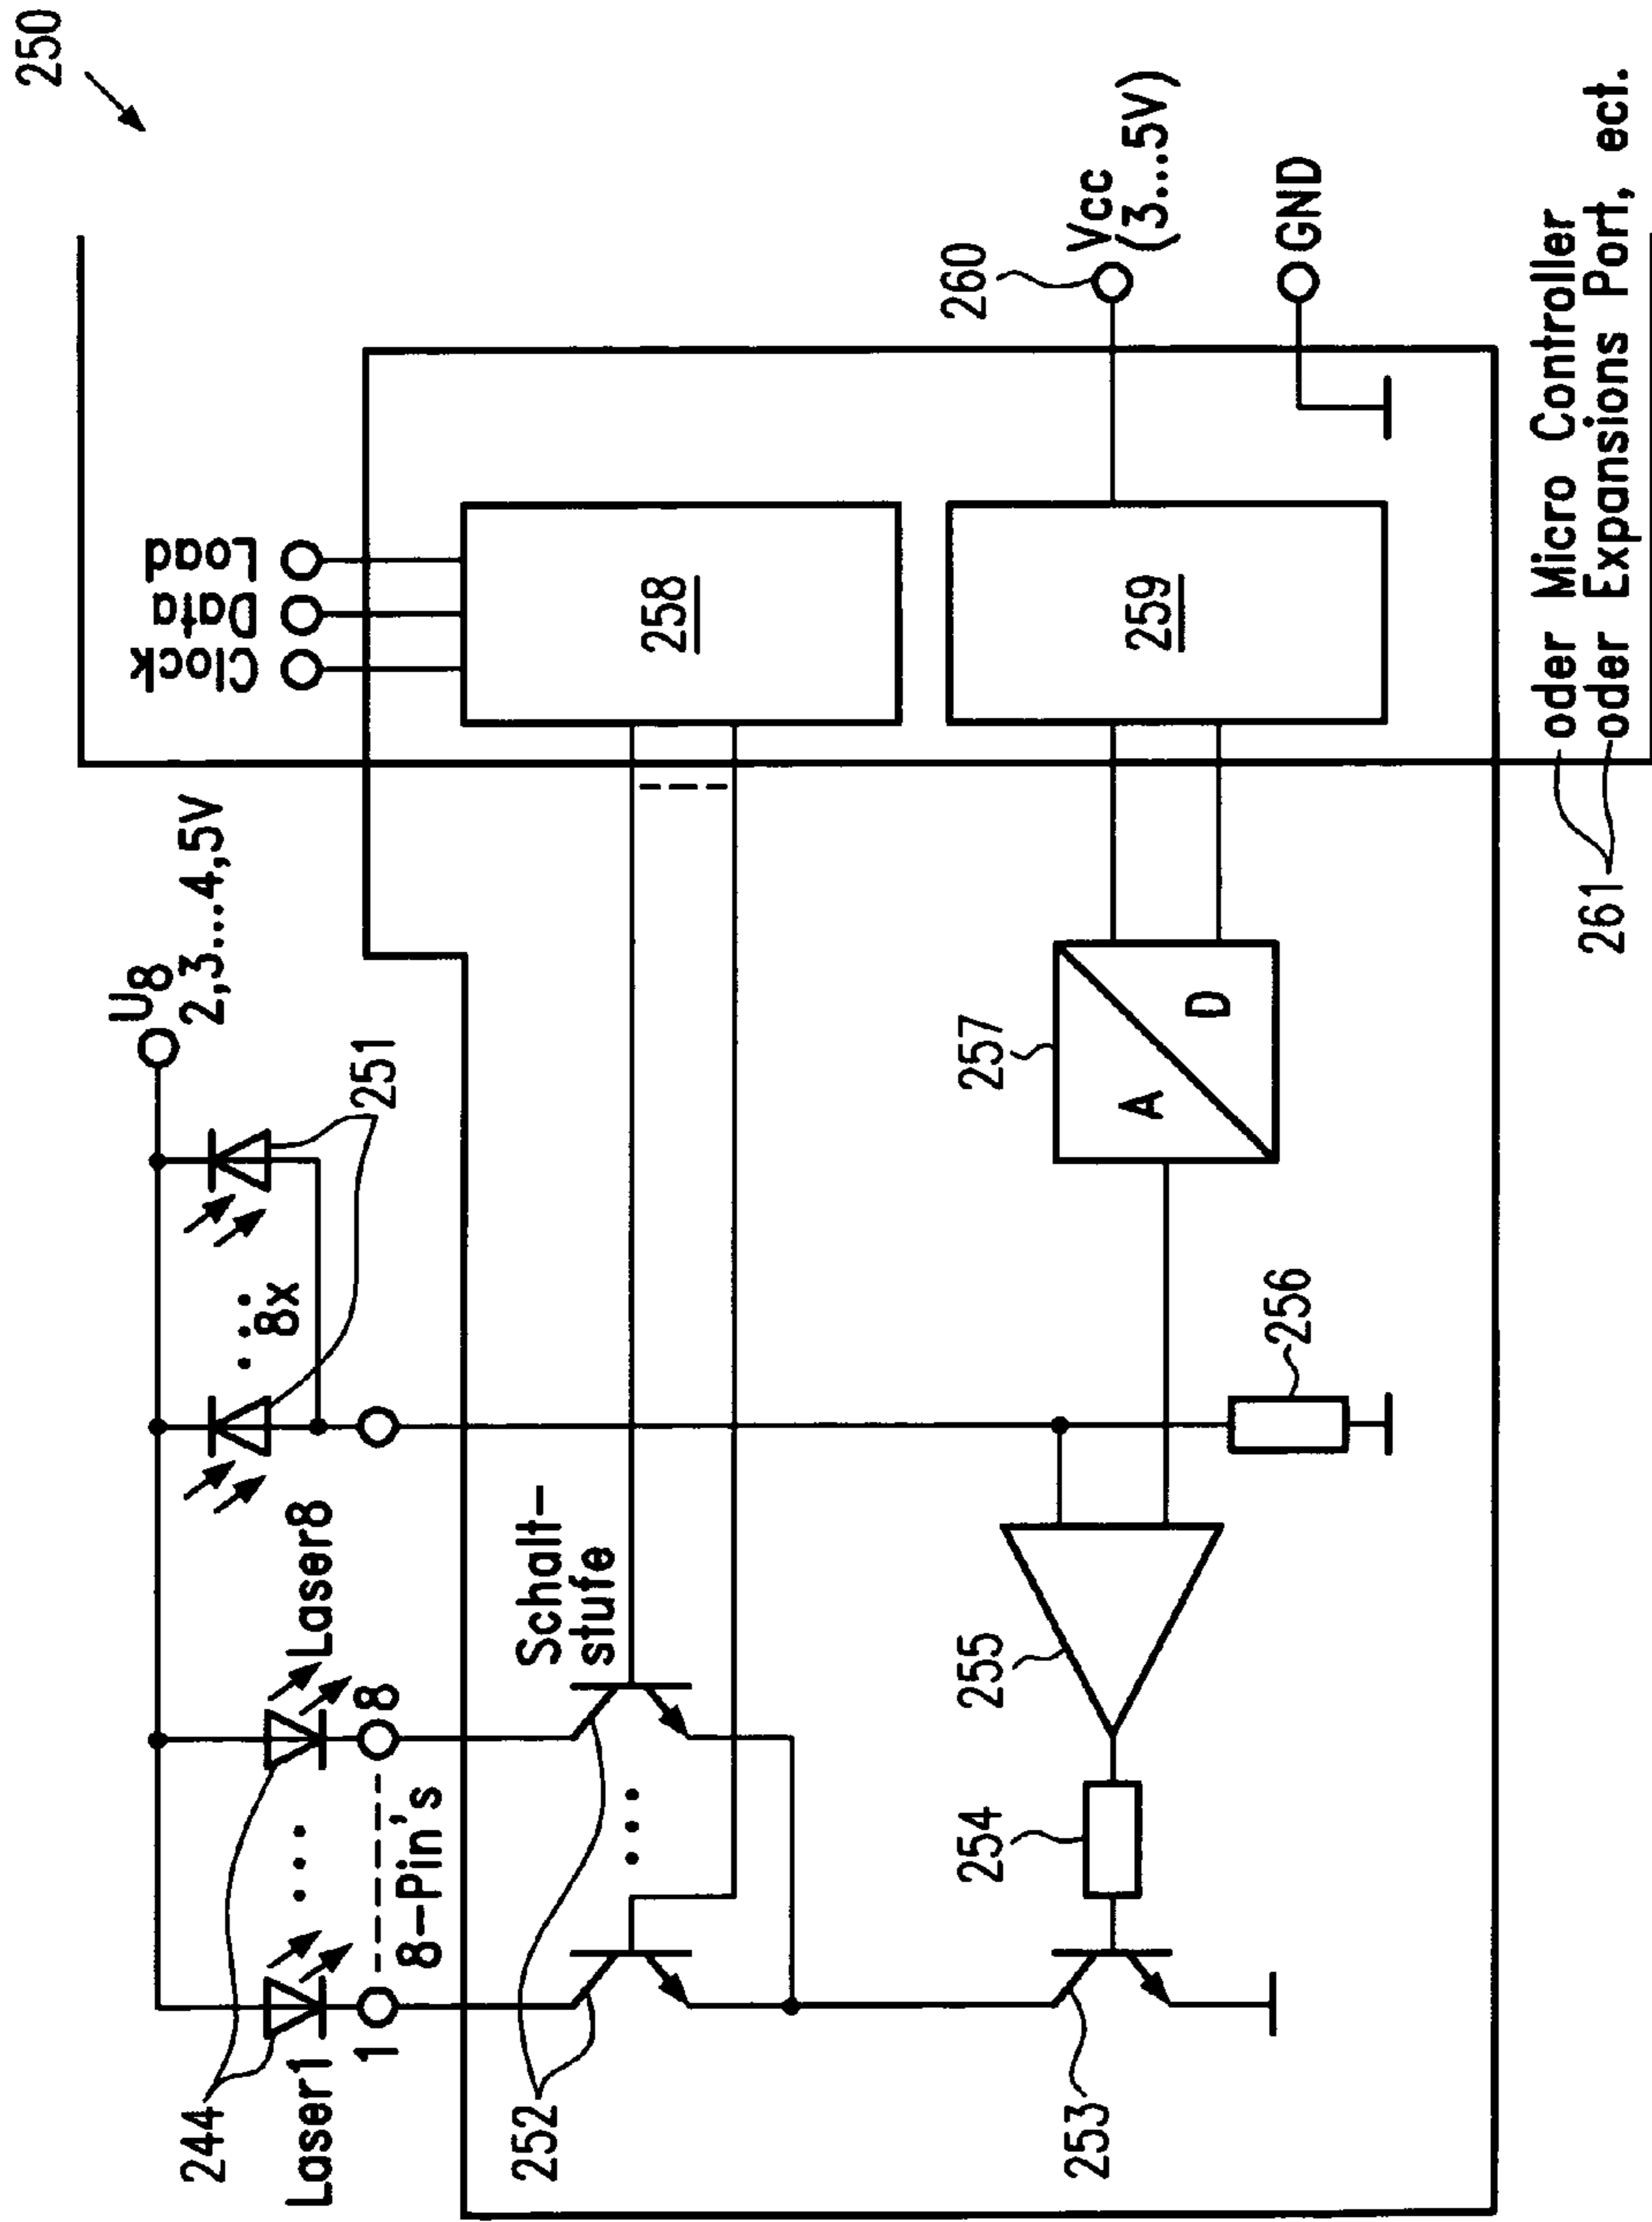 250
U8
2,3...4,5V
Clock
Data
Load
244
Laser1
1
8-Pin's
8
Laser8
8x
251
252
Schalt-
stufe
258
260
Vcc
(3...5V)
GND
253
254
255
256
257
A
D
259
261
oder Micro Controller
oder Expansions Port, ect.